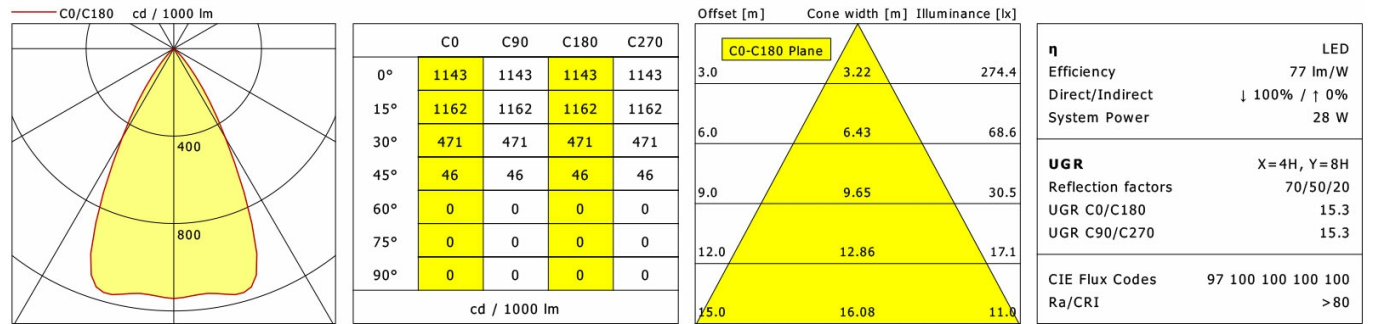 C0/C180 cd / 1000 lm
400
800
C0 C90 C180 C270
0° 1143 1143 1143 1143
15° 1162 1162 1162 1162
30° 471 471 471 471
45° 46 46 46 46
60° 0 0 0 0
75° 0 0 0 0
90° 0 0 0 0
cd / 1000 lm
Offset [m] Cone width [m] Illuminance [lx]
C0-C180 Plane
3.0 3.22 274.4
6.0 6.43 68.6
9.0 9.65 30.5
12.0 12.86 17.1
15.0 16.08 11.0
η LED
Efficiency 77 lm/W
Direct/Indirect ↓ 100% / ↑ 0%
System Power 28 W
UGR X=4H, Y=8H
Reflection factors 70/50/20
UGR C0/C180 15.3
UGR C90/C270 15.3
CIE Flux Codes 97 100 100 100 100
Ra/CRI >80